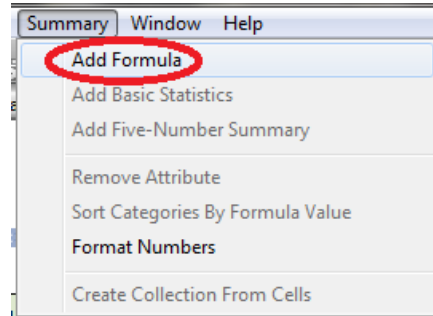 Summary Window Help
Add Formula
Add Basic Statistics
Add Five-Number Summary
Remove Attribute
Sort Categories By Formula Value
Format Numbers
Create Collection From Cells